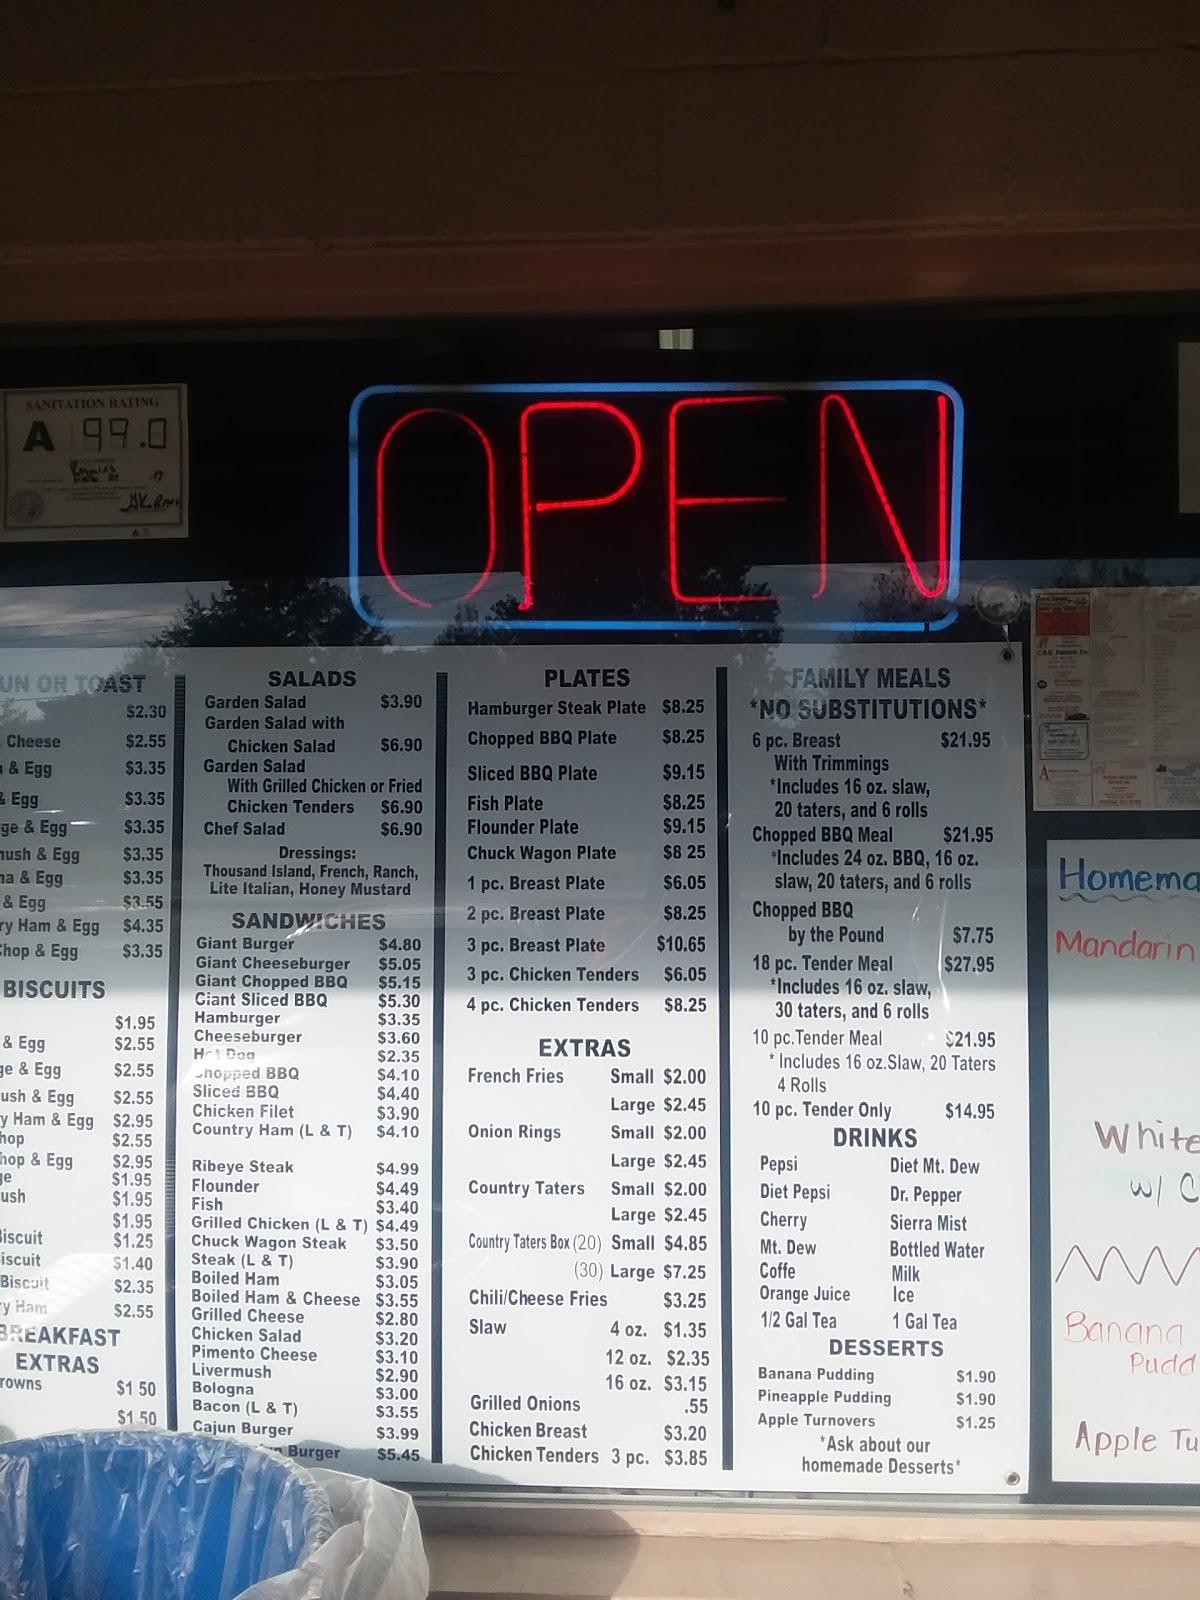 SANITATION RATING
A 99.0
OPEN
UN OR TOAST
$2.30
Cheese $2.55
& Egg $3.35
& Egg $3.35
ge & Egg $3.35
mush & Egg $3.35
na & Egg $3.35
& Egg $3.55
ry Ham & Egg $4.35
Chop & Egg $3.35
BISCUITS
$1.95
& Egg $2.55
ge & Egg $2.55
ush & Egg $2.55
y Ham & Egg $2.95
hop $2.55
hop & Egg $2.95
ge $1.95
ush $1.95
$1.95
Biscuit $1.25
iscuit $1.40
Biscuit $2.35
ry Ham $2.55
BREAKFAST
EXTRAS
rowns $1 50
$1.50
SALADS
Garden Salad $3.90
Garden Salad with
Chicken Salad $6.90
Garden Salad
With Grilled Chicken or Fried
Chicken Tenders $6.90
Chef Salad $6.90
Dressings:
Thousand Island, French, Ranch,
Lite Italian, Honey Mustard
SANDWICHES
Giant Burger $4.80
Giant Cheeseburger $5.05
Giant Chopped BBQ $5.15
Giant Sliced BBQ $5.30
Hamburger $3.35
Cheeseburger $3.60
Hot Dog $2.35
Chopped BBQ $4.10
Sliced BBQ $4.40
Chicken Filet $3.90
Country Ham (L & T) $4.10
Ribeye Steak $4.99
Flounder $4.49
Fish $3.40
Grilled Chicken (L & T) $4.49
Chuck Wagon Steak $3.50
Steak (L & T) $3.90
Boiled Ham $3.05
Boiled Ham & Cheese $3.55
Grilled Cheese $2.80
Chicken Salad $3.20
Pimento Cheese $3.10
Livermush $2.90
Bologna $3.00
Bacon (L & T) $3.55
Cajun Burger $3.99
n Burger $5.45
PLATES
Hamburger Steak Plate $8.25
Chopped BBQ Plate $8.25
Sliced BBQ Plate $9.15
Fish Plate $8.25
Flounder Plate $9.15
Chuck Wagon Plate $8 25
1 pc. Breast Plate $6.05
2 pc. Breast Plate $8.25
3 pc. Breast Plate $10.65
3 pc. Chicken Tenders $6.05
4 pc. Chicken Tenders $8.25
EXTRAS
French Fries Small $2.00
Large $2.45
Onion Rings Small $2.00
Large $2.45
Country Taters Small $2.00
Large $2.45
Country Taters Box (20) Small $4.85
(30) Large $7.25
Chili/Cheese Fries $3.25
Slaw 4 oz. $1.35
12 oz. $2.35
16 oz. $3.15
Grilled Onions .55
Chicken Breast $3.20
Chicken Tenders 3 pc. $3.85
FAMILY MEALS
*NO SUBSTITUTIONS*
6 pc. Breast $21.95
With Trimmings
*Includes 16 oz. slaw,
20 taters, and 6 rolls
Chopped BBQ Meal $21.95
*Includes 24 oz. BBQ, 16 oz.
slaw, 20 taters, and 6 rolls
Chopped BBQ
by the Pound $7.75
18 pc. Tender Meal $27.95
*Includes 16 oz. slaw,
30 taters, and 6 rolls
10 pc.Tender Meal $21.95
* Includes 16 oz.Slaw, 20 Taters
4 Rolls
10 pc. Tender Only $14.95
DRINKS
Pepsi Diet Mt. Dew
Diet Pepsi Dr. Pepper
Cherry Sierra Mist
Mt. Dew Bottled Water
Coffe Milk
Orange Juice Ice
1/2 Gal Tea 1 Gal Tea
DESSERTS
Banana Pudding $1.90
Pineapple Pudding $1.90
Apple Turnovers $1.25
*Ask about our
homemade Desserts*
Homema
Mandarin
White
w/ C
Banana
Pudd
Apple Tu